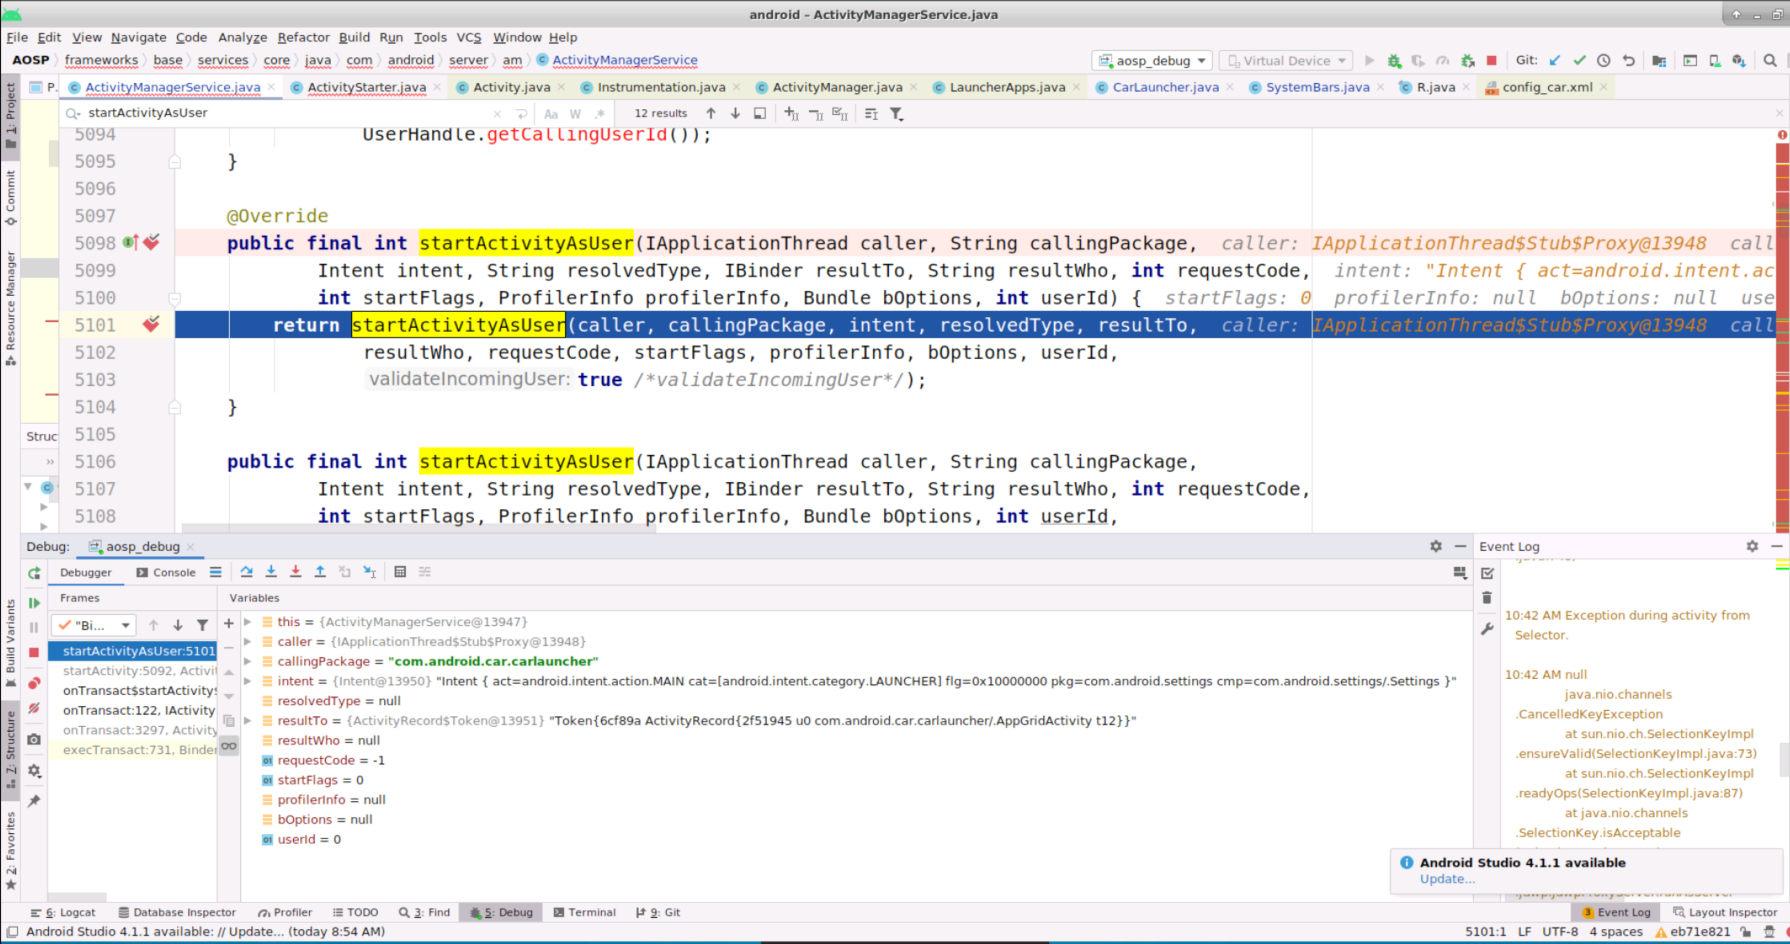 android – ActivityManagerService.java
File Edit View Navigate Code Analyze Refactor Build Run Tools VCS Window Help
AOSP frameworks base services core java com android server am ActivityManagerService aosp_debug Virtual Device Git:
P. ActivityManagerService.java ActivityStarter.java Activity.java Instrumentation.java ActivityManager.java LauncherApps.java CarLauncher.java SystemBars.java R.java config_car.xml
startActivityAsUser Aa W .* 12 results
5094 UserHandle.getCallingUserId());
5095 }
5096
5097 @Override
5098 public final int startActivityAsUser(IApplicationThread caller, String callingPackage, caller: IApplicationThread$Stub$Proxy@13948 call
5099 Intent intent, String resolvedType, IBinder resultTo, String resultWho, int requestCode, intent: "Intent { act=android.intent.ac
5100 int startFlags, ProfilerInfo profilerInfo, Bundle bOptions, int userId) { startFlags: 0 profilerInfo: null bOptions: null use
5101 return startActivityAsUser(caller, callingPackage, intent, resolvedType, resultTo, caller: IApplicationThread$Stub$Proxy@13948 call
5102 resultWho, requestCode, startFlags, profilerInfo, bOptions, userId,
5103 validateIncomingUser: true /*validateIncomingUser*/);
5104 }
5105
5106 public final int startActivityAsUser(IApplicationThread caller, String callingPackage,
5107 Intent intent, String resolvedType, IBinder resultTo, String resultWho, int requestCode,
5108 int startFlags, ProfilerInfo profilerInfo, Bundle bOptions, int userId,
1: Project
Commit
Resource Manager
Build Variants
7: Structure
2: Favorites
Struc
Debug: aosp_debug
Debugger Console
Frames
Variables
"Bi...
startActivityAsUser:5101
startActivity:5092, Activi
onTransact$startActivity$
onTransact:122, IActivity
onTransact:3297, Activity
execTransact:731, Binder
this = {ActivityManagerService@13947}
caller = {IApplicationThread$Stub$Proxy@13948}
callingPackage = "com.android.car.carlauncher"
intent = {Intent@13950} "Intent { act=android.intent.action.MAIN cat=[android.intent.category.LAUNCHER] flg=0x10000000 pkg=com.android.settings cmp=com.android.settings/.Settings }"
resolvedType = null
resultTo = {ActivityRecord$Token@13951} "Token{6cf89a ActivityRecord{2f51945 u0 com.android.car.carlauncher/.AppGridActivity t12}}"
resultWho = null
requestCode = -1
startFlags = 0
profilerInfo = null
bOptions = null
userId = 0
Event Log
10:42 AM Exception during activity from
Selector.
10:42 AM null
java.nio.channels
.CancelledKeyException
at sun.nio.ch.SelectionKeyImpl
.ensureValid(SelectionKeyImpl.java:73)
at sun.nio.ch.SelectionKeyImpl
.readyOps(SelectionKeyImpl.java:87)
at java.nio.channels
.SelectionKey.isAcceptable
Android Studio 4.1.1 available
Update...
6: Logcat Database Inspector Profiler TODO 3: Find 5: Debug Terminal 9: Git 3 Event Log Layout Inspector
Android Studio 4.1.1 available: // Update... (today 8:54 AM) 5101:1 LF UTF-8 4 spaces eb71e821